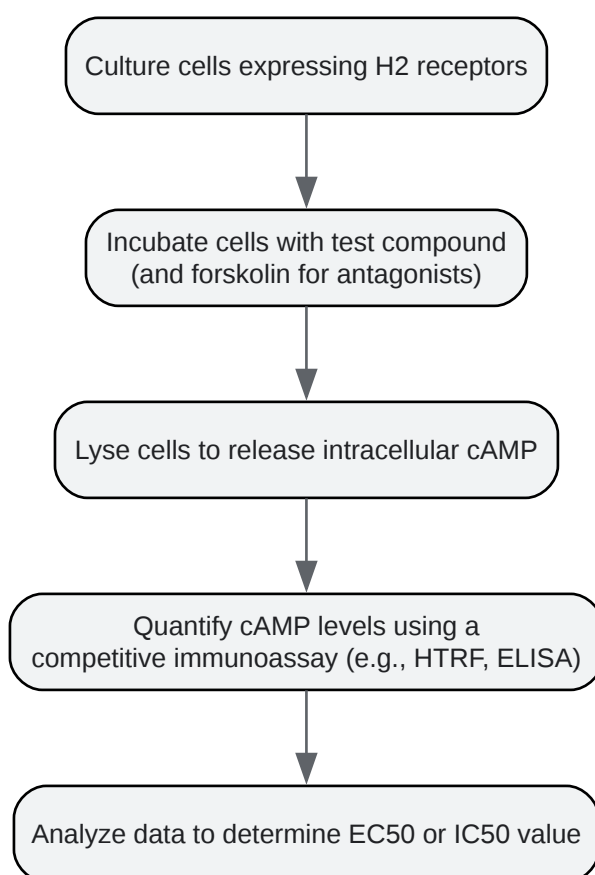 Culture cells expressing H2 receptors
Incubate cells with test compound
(and forskolin for antagonists)
Lyse cells to release intracellular cAMP
Quantify cAMP levels using a
competitive immunoassay (e.g., HTRF, ELISA)
Analyze data to determine EC50 or IC50 value